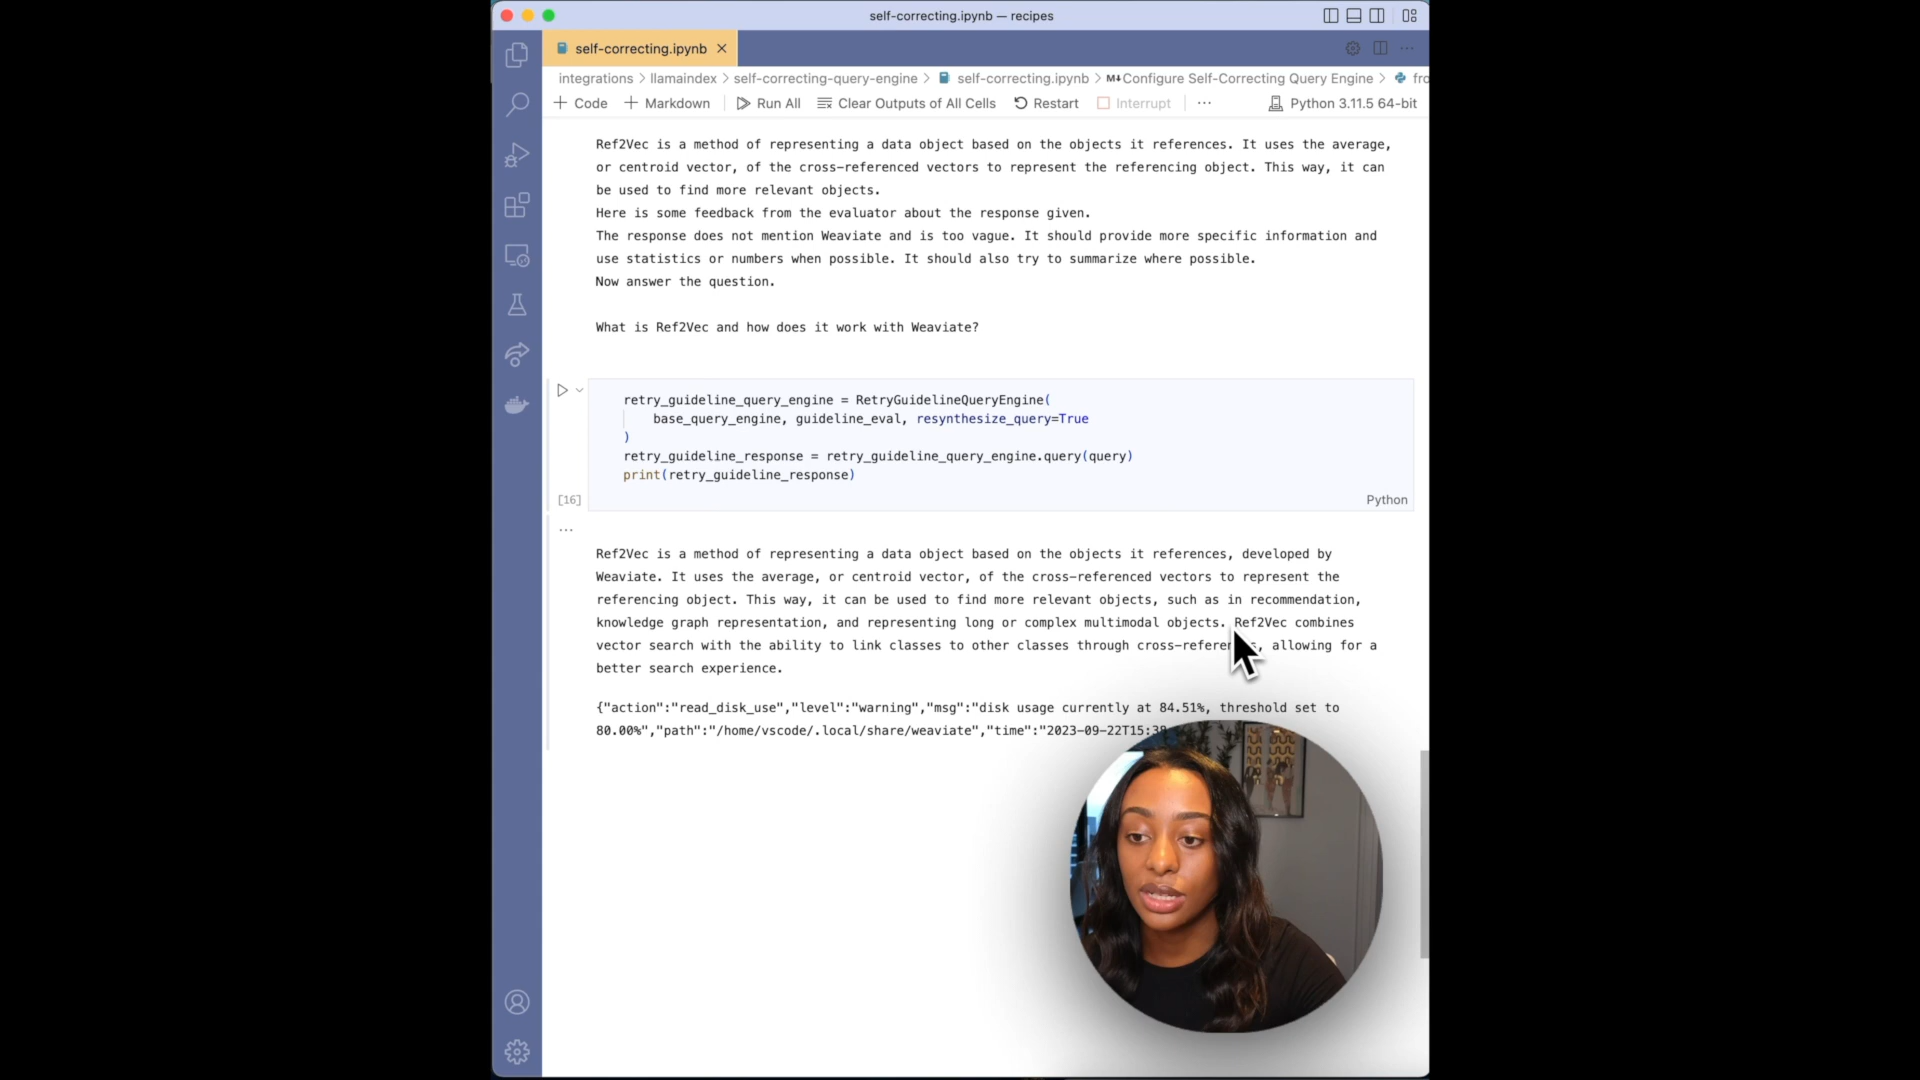 self-correcting.ipynb — recipes
self-correcting.ipynb
integrations > llamaindex > self-correcting-query-engine > self-correcting.ipynb > M↓Configure Self-Correcting Query Engine > fro
+ Code + Markdown Run All Clear Outputs of All Cells Restart Interrupt ... Python 3.11.5 64-bit
Ref2Vec is a method of representing a data object based on the objects it references. It uses the average,
or centroid vector, of the cross-referenced vectors to represent the referencing object. This way, it can
be used to find more relevant objects.
Here is some feedback from the evaluator about the response given.
The response does not mention Weaviate and is too vague. It should provide more specific information and
use statistics or numbers when possible. It should also try to summarize where possible.
Now answer the question.
What is Ref2Vec and how does it work with Weaviate?
retry_guideline_query_engine = RetryGuidelineQueryEngine(
base_query_engine, guideline_eval, resynthesize_query=True
)
retry_guideline_response = retry_guideline_query_engine.query(query)
print(retry_guideline_response)
[16] Python
...
Ref2Vec is a method of representing a data object based on the objects it references, developed by
Weaviate. It uses the average, or centroid vector, of the cross-referenced vectors to represent the
referencing object. This way, it can be used to find more relevant objects, such as in recommendation,
knowledge graph representation, and representing long or complex multimodal objects. Ref2Vec combines
vector search with the ability to link classes to other classes through , allowing for a
better search experience.
{"action":"read_disk_use","level":"warning","msg":"disk usage currently at 84.51%, threshold set to
80.00%","path":"/home/vscode/.local/share/weaviate","time":"2023-09-22T15: